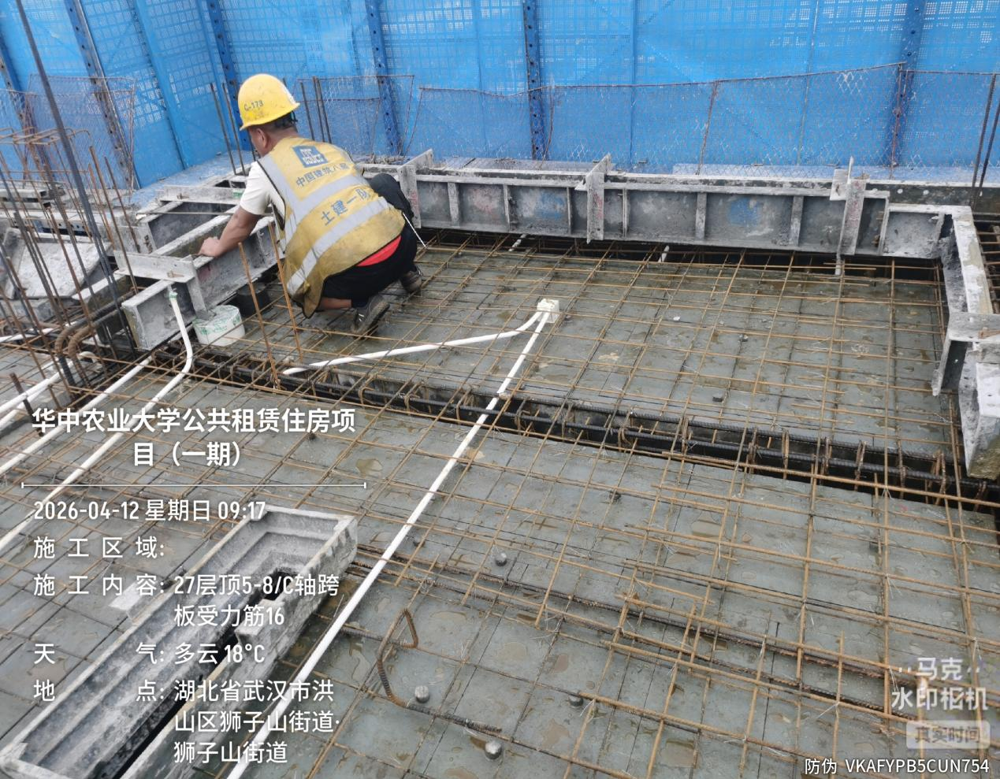 C-173
中国建筑八局
土建一队
华中农业大学公共租赁住房项
目（一期）
2026-04-12 星期日 09:17
施工区域:
施工内容: 27层顶5-8/C轴跨
板受力筋16
天气: 多云 18°C
地点: 湖北省武汉市洪
山区狮子山街道·
狮子山街道
马克
水印相机
真实时间
防伪 VKAFYPB5CUN754